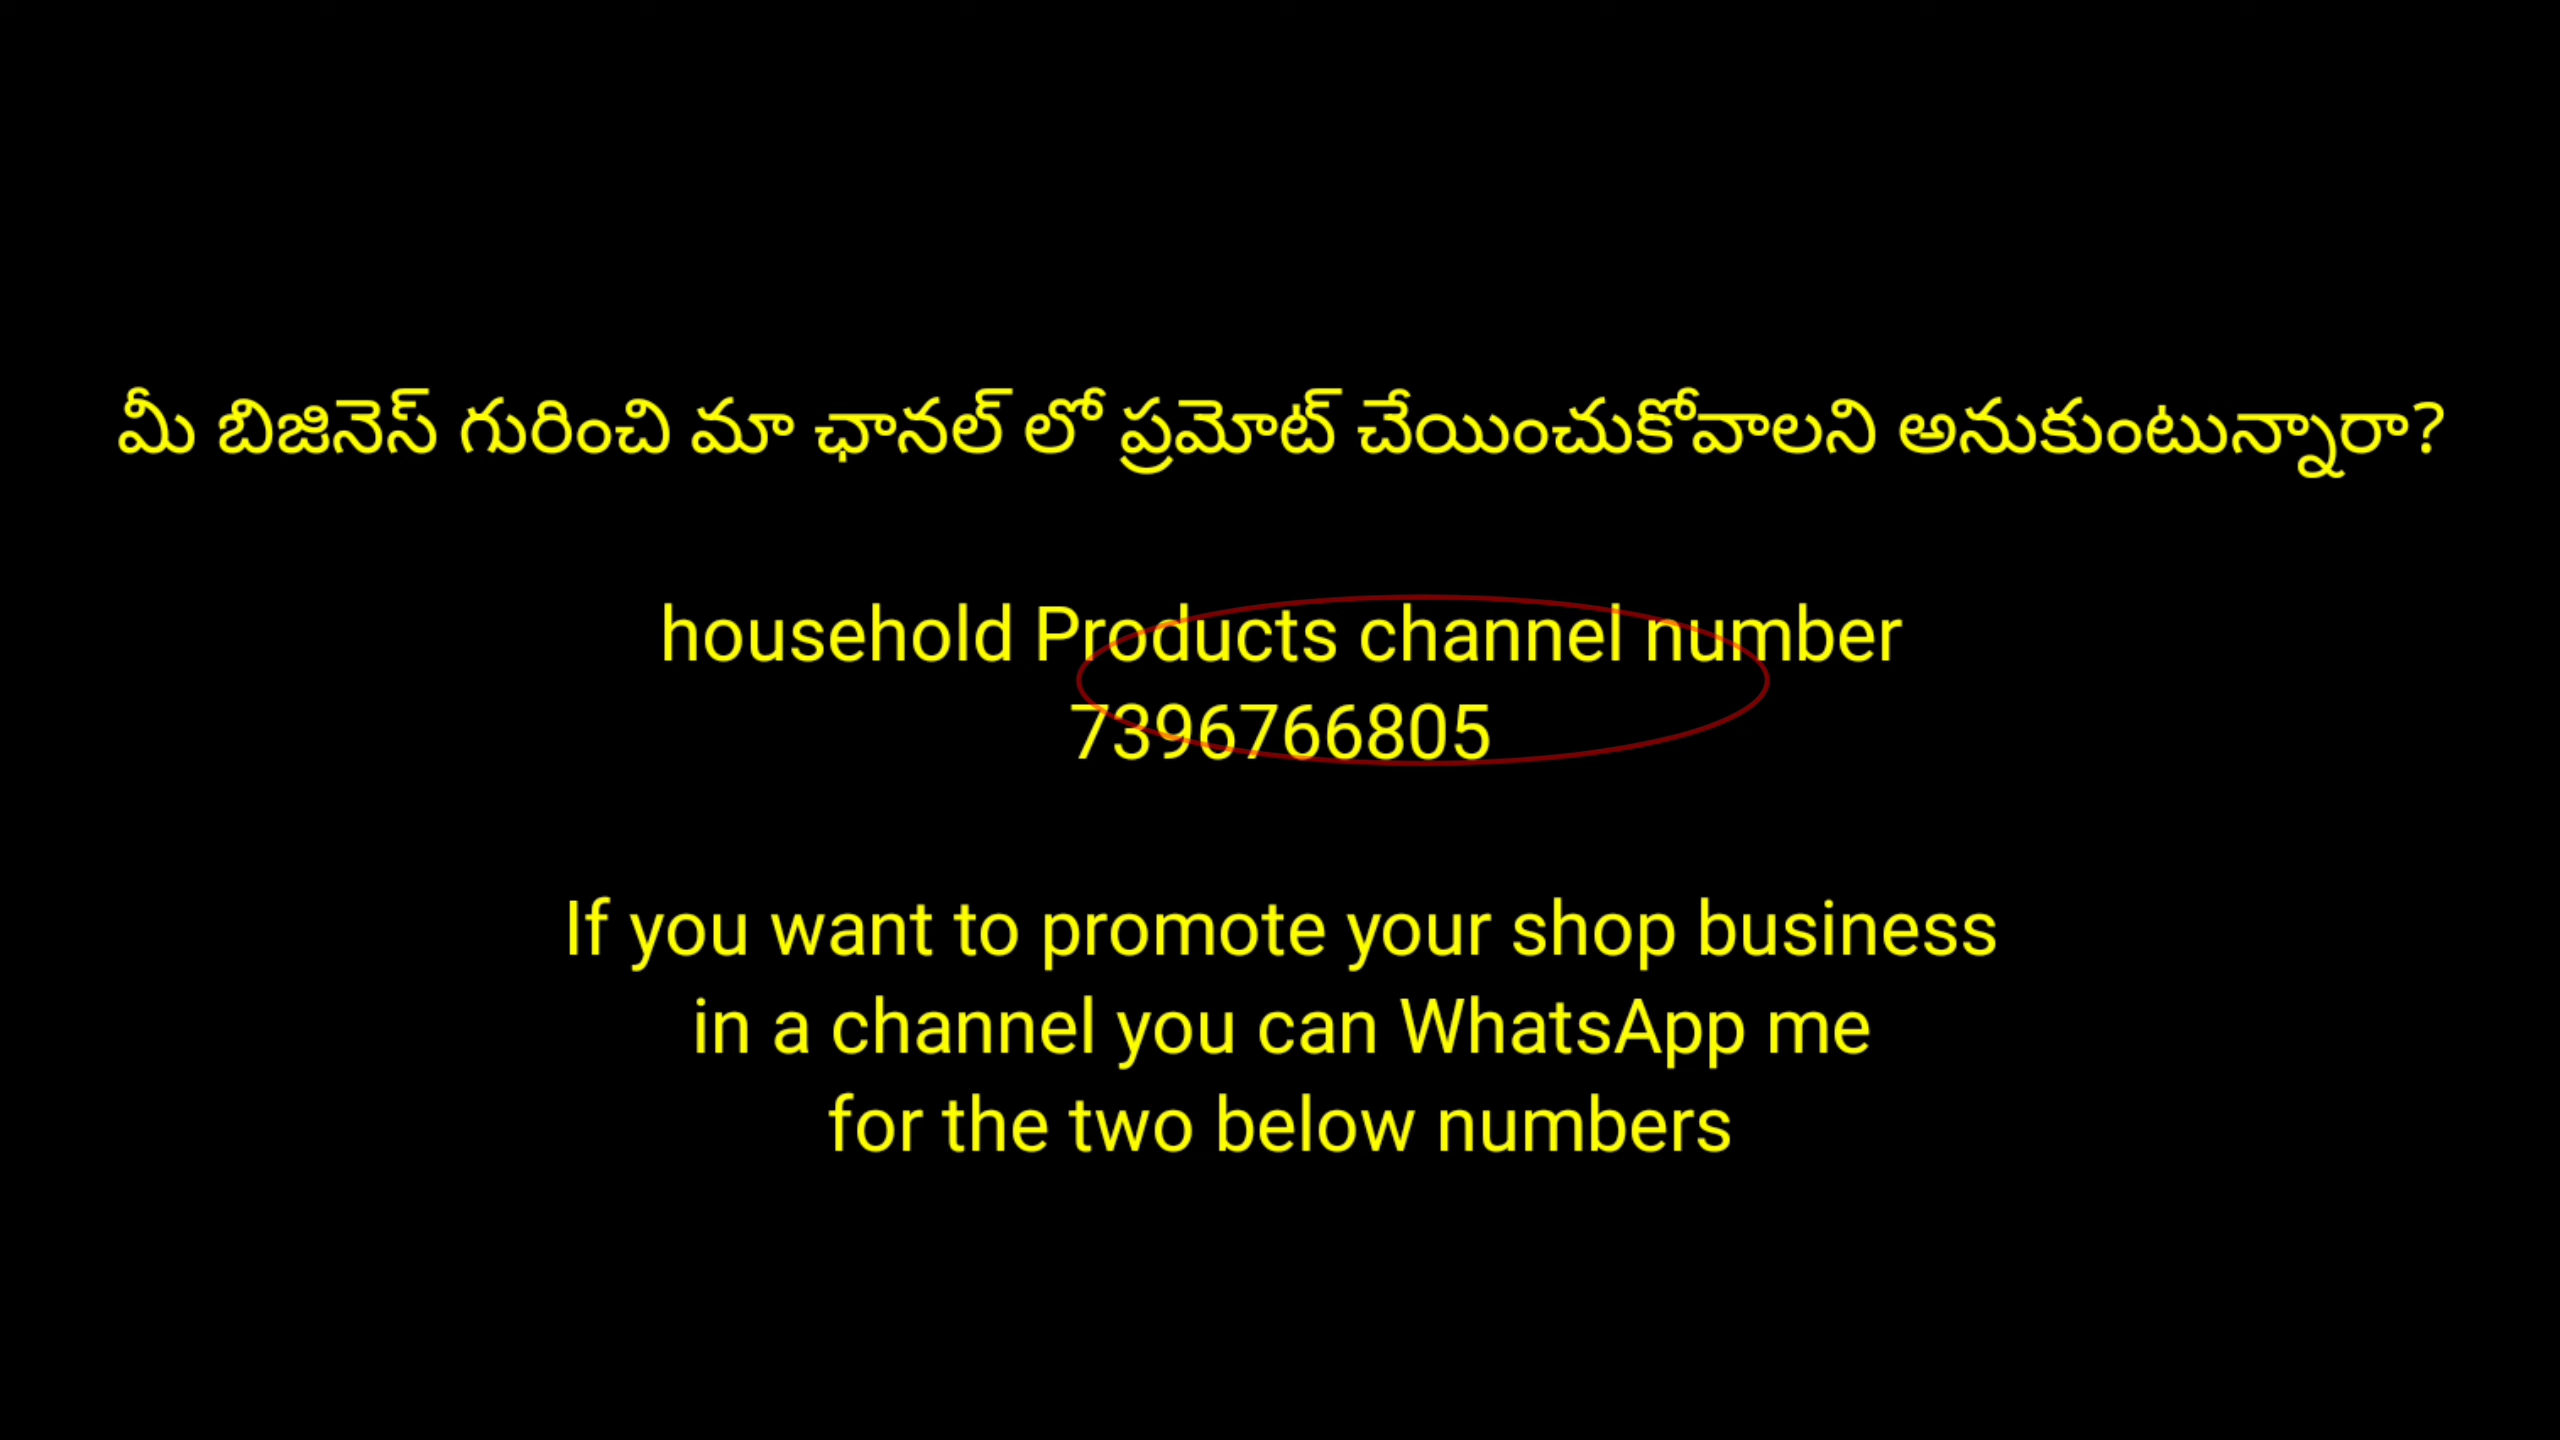 మీ బిజినెస్ గురించి మా ఛానల్ లో ప్రమోట్ చేయించుకోవాలని అనుకుంటున్నారా?
household Products channel number
7396766805
If you want to promote your shop business
in a channel you can WhatsApp me
for the two below numbers